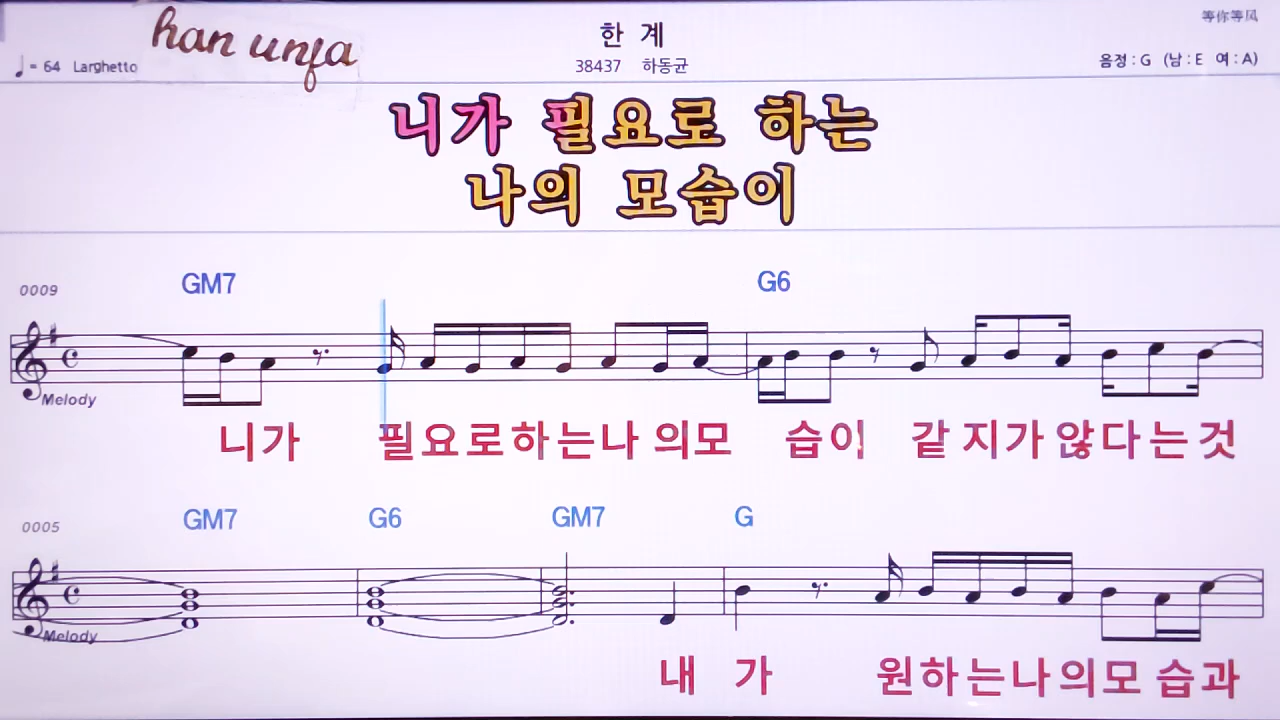 han unja
等你等风
한 계
♩= 64 Larghetto
38437 하동균
음정 : G (남 : E 여 : A)
니가 필요로 하는
나의 모습이
0009
GM7 G6
Melody
니가 필요로하는나 의모 습이 같 지가 않다는것
0005
GM7 G6 GM7 G
Melody
내 가 원하는나의모 습과